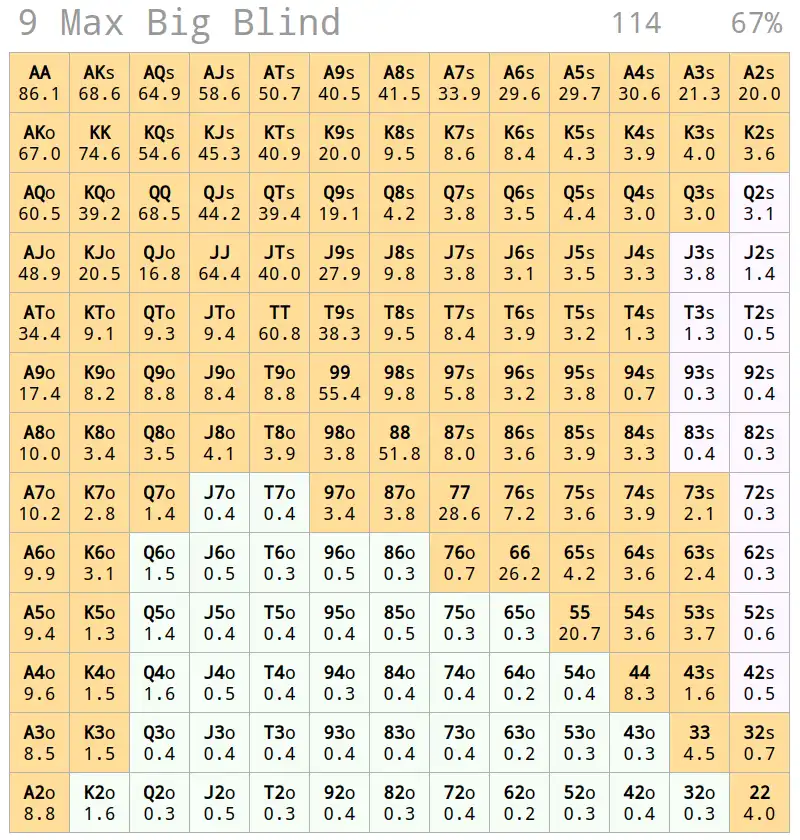 9 Max Big Blind 114 67%
AA AKs AQs AJs ATs A9s A8s A7s A6s A5s A4s A3s A2s
86.1 68.6 64.9 58.6 50.7 40.5 41.5 33.9 29.6 29.7 30.6 21.3 20.0
AKo KK KQs KJs KTs K9s K8s K7s K6s K5s K4s K3s K2s
67.0 74.6 54.6 45.3 40.9 20.0 9.5 8.6 8.4 4.3 3.9 4.0 3.6
AQo KQo QQ QJs QTs Q9s Q8s Q7s Q6s Q5s Q4s Q3s Q2s
60.5 39.2 68.5 44.2 39.4 19.1 4.2 3.8 3.5 4.4 3.0 3.0 3.1
AJo KJo QJo JJ JTs J9s J8s J7s J6s J5s J4s J3s J2s
48.9 20.5 16.8 64.4 40.0 27.9 9.8 3.8 3.1 3.5 3.3 3.8 1.4
ATo KTo QTo JTo TT T9s T8s T7s T6s T5s T4s T3s T2s
34.4 9.1 9.3 9.4 60.8 38.3 9.5 8.4 3.9 3.2 1.3 1.3 0.5
A9o K9o Q9o J9o T9o 99 98s 97s 96s 95s 94s 93s 92s
17.4 8.2 8.8 8.4 8.8 55.4 9.8 5.8 3.2 3.8 0.7 0.3 0.4
A8o K8o Q8o J8o T8o 98o 88 87s 86s 85s 84s 83s 82s
10.0 3.4 3.5 4.1 3.9 3.8 51.8 8.0 3.6 3.9 3.3 0.4 0.3
A7o K7o Q7o J7o T7o 97o 87o 77 76s 75s 74s 73s 72s
10.2 2.8 1.4 0.4 0.4 3.4 3.8 28.6 7.2 3.6 3.9 2.1 0.3
A6o K6o Q6o J6o T6o 96o 86o 76o 66 65s 64s 63s 62s
9.9 3.1 1.5 0.5 0.3 0.5 0.3 0.7 26.2 4.2 3.6 2.4 0.3
A5o K5o Q5o J5o T5o 95o 85o 75o 65o 55 54s 53s 52s
9.4 1.3 1.4 0.4 0.4 0.4 0.5 0.3 0.3 20.7 3.6 3.7 0.6
A4o K4o Q4o J4o T4o 94o 84o 74o 64o 54o 44 43s 42s
9.6 1.5 1.6 0.5 0.4 0.3 0.4 0.4 0.2 0.4 8.3 1.6 0.5
A3o K3o Q3o J3o T3o 93o 83o 73o 63o 53o 43o 33 32s
8.5 1.5 0.4 0.4 0.4 0.4 0.4 0.4 0.2 0.3 0.3 4.5 0.7
A2o K2o Q2o J2o T2o 92o 82o 72o 62o 52o 42o 32o 22
8.8 1.6 0.3 0.5 0.3 0.4 0.3 0.4 0.2 0.3 0.4 0.3 4.0